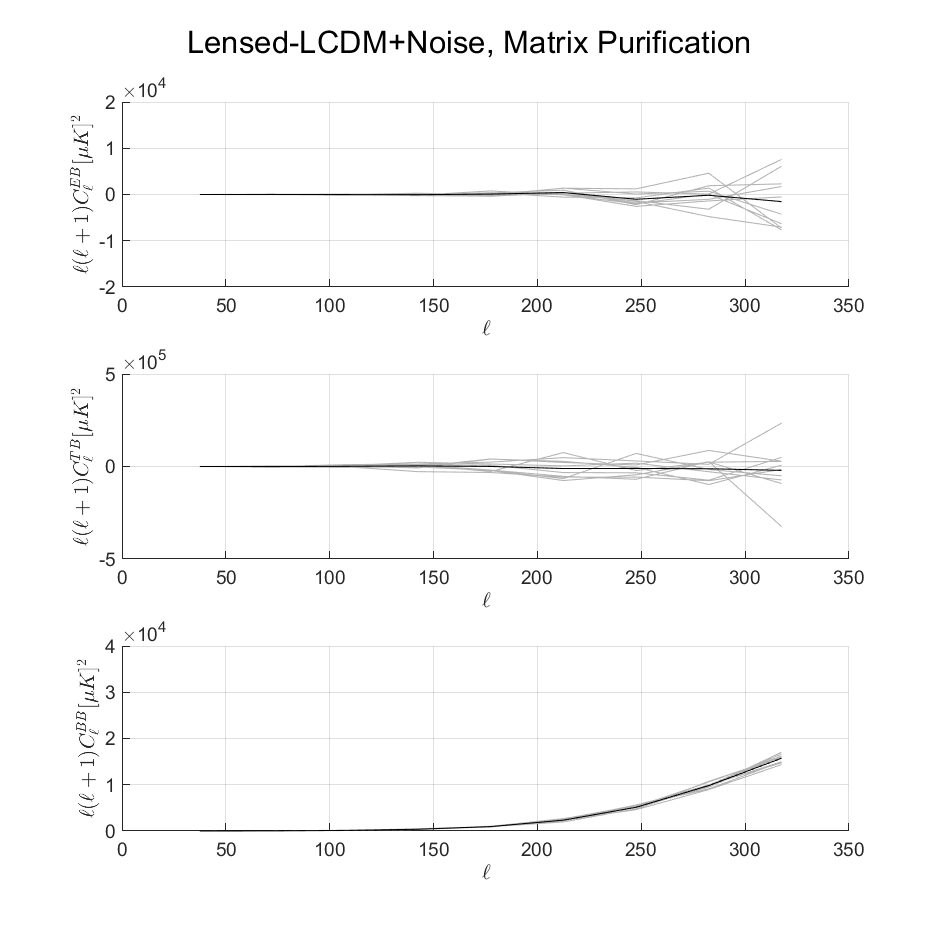 Lensed-LCDM+Noise, Matrix Purification
×10⁴
2
1
0
-1
-2
ℓ(ℓ + 1)C_ℓ^{EB}[μK]²
0 50 100 150 200 250 300 350
ℓ
×10⁵
5
0
-5
ℓ(ℓ + 1)C_ℓ^{TB}[μK]²
0 50 100 150 200 250 300 350
ℓ
×10⁴
4
3
2
1
0
ℓ(ℓ + 1)C_ℓ^{BB}[μK]²
0 50 100 150 200 250 300 350
ℓ